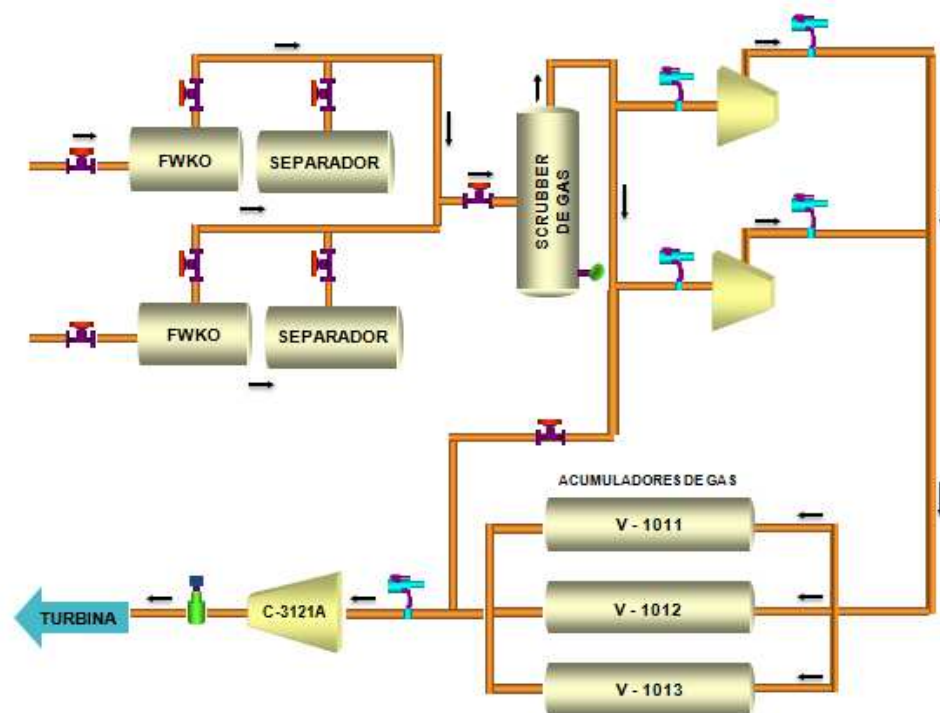 FWKO
SEPARADOR
SCRUBBER
DE GAS
FWKO
SEPARADOR
ACUMULADORES DE GAS
V - 1011
V - 1012
V - 1013
C-3121A
TURBINA